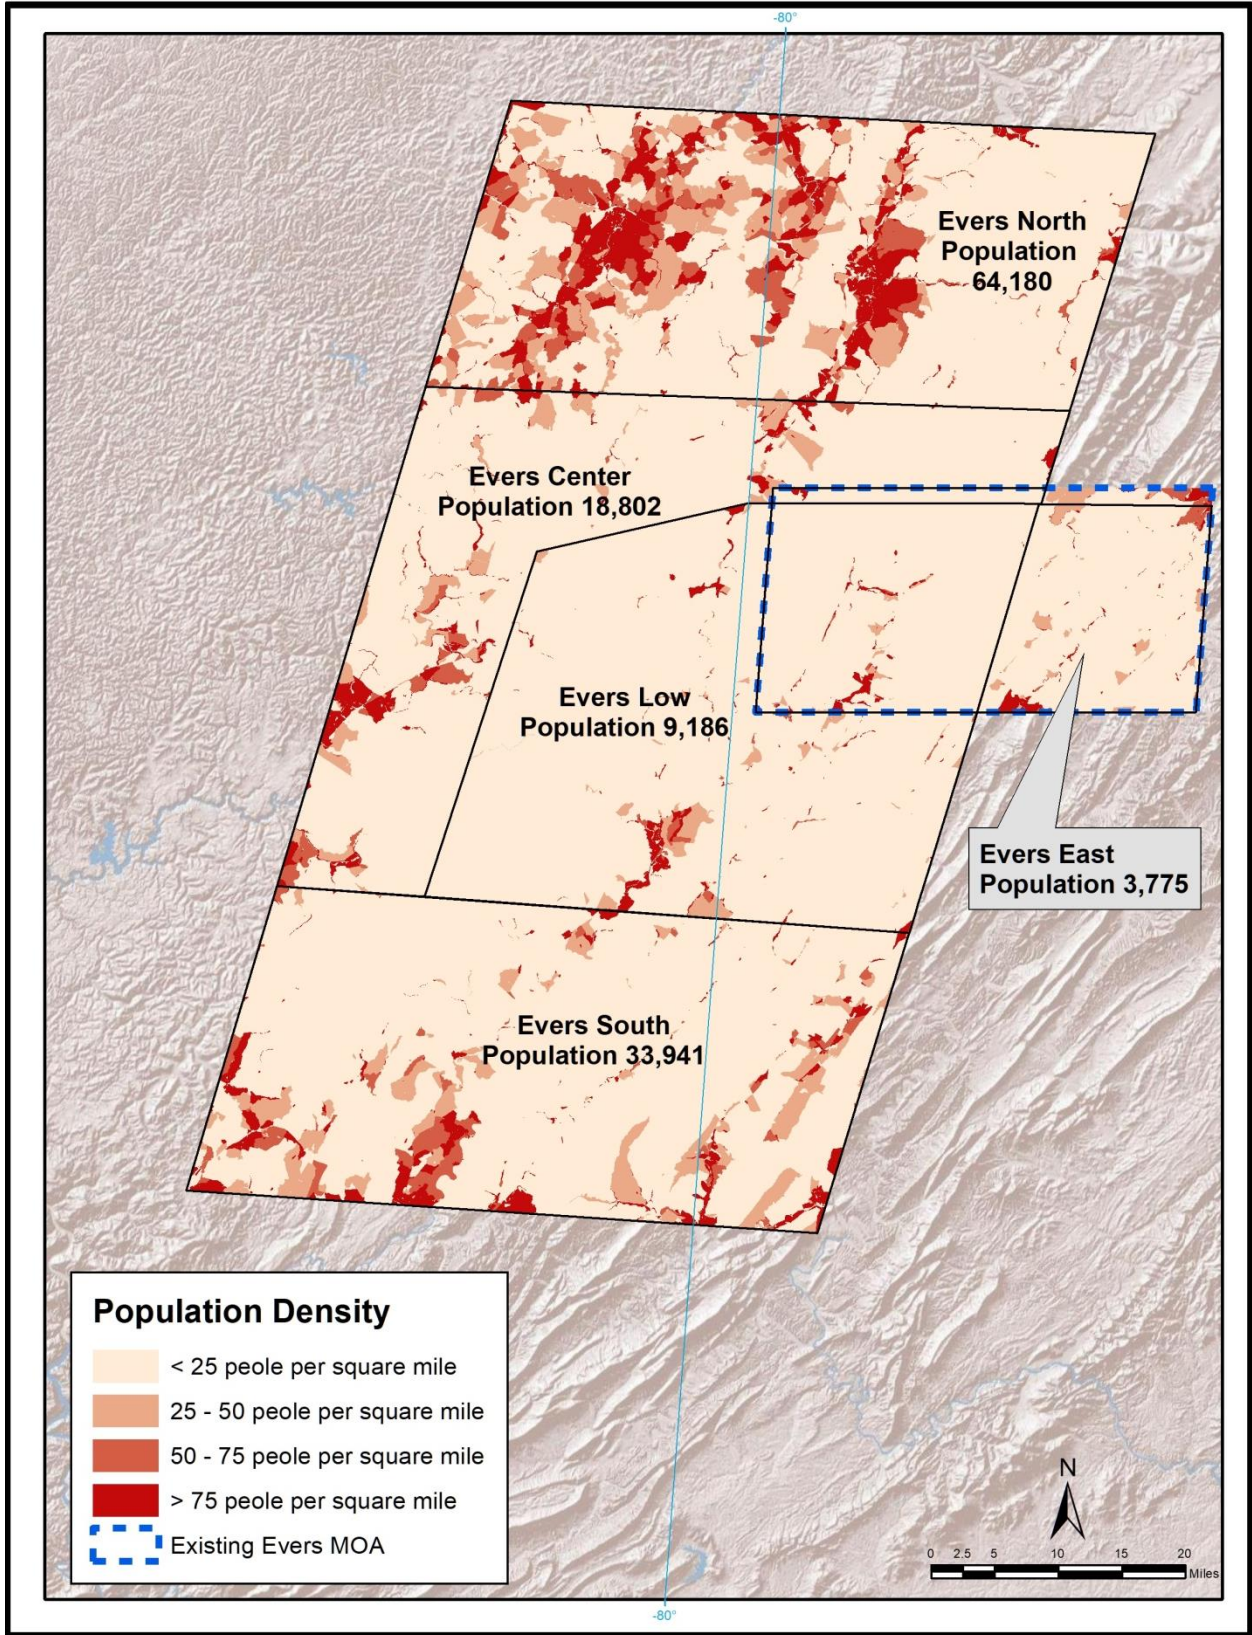 -80°
Evers North
Population
64,180
Evers Center
Population 18,802
Evers Low
Population 9,186
Evers East
Population 3,775
Evers South
Population 33,941
Population Density
< 25 peole per square mile
25 - 50 peole per square mile
50 - 75 peole per square mile
> 75 peole per square mile
Existing Evers MOA
N
0 2.5 5 10 15 20
Miles
-80°